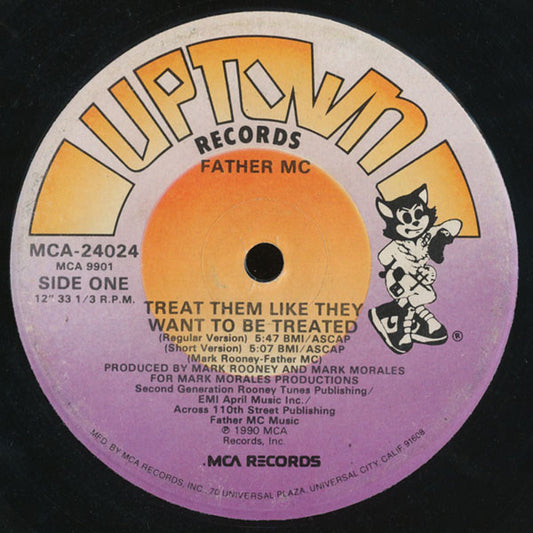 UPTOWN
RECORDS
FATHER MC
MCA-24024
MCA 9901
SIDE ONE
12" 33 1/3 R.P.M.
®
TREAT THEM LIKE THEY
WANT TO BE TREATED
(Regular Version) 5:47 BMI/ASCAP
(Short Version) 5:07 BMI/ASCAP
(Mark Rooney-Father MC)
PRODUCED BY MARK ROONEY AND MARK MORALES
FOR MARK MORALES PRODUCTIONS
Second Generation Rooney Tunes Publishing/
EMI April Music Inc./
Across 110th Street Publishing
Father MC Music
℗ 1990 MCA
Records, Inc.
.MCA RECORDS
MFD. BY MCA RECORDS, INC., 70 UNIVERSAL PLAZA, UNIVERSAL CITY, CALIF. 91608